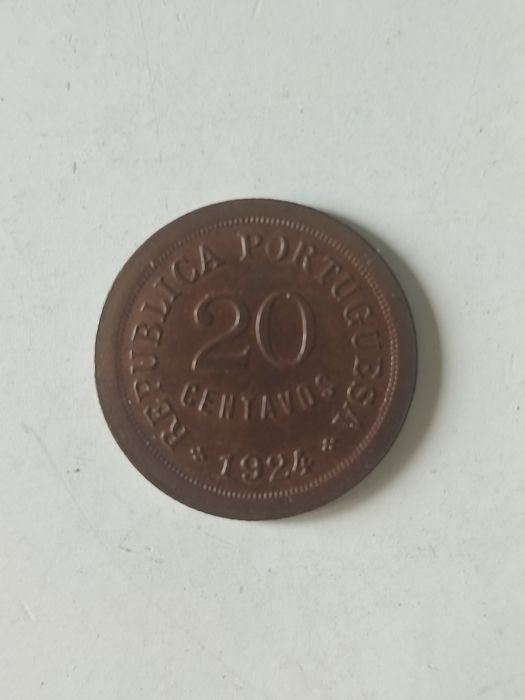 REPUBLICA PORTUGUESA
20
CENTAVOS
* 1924 *